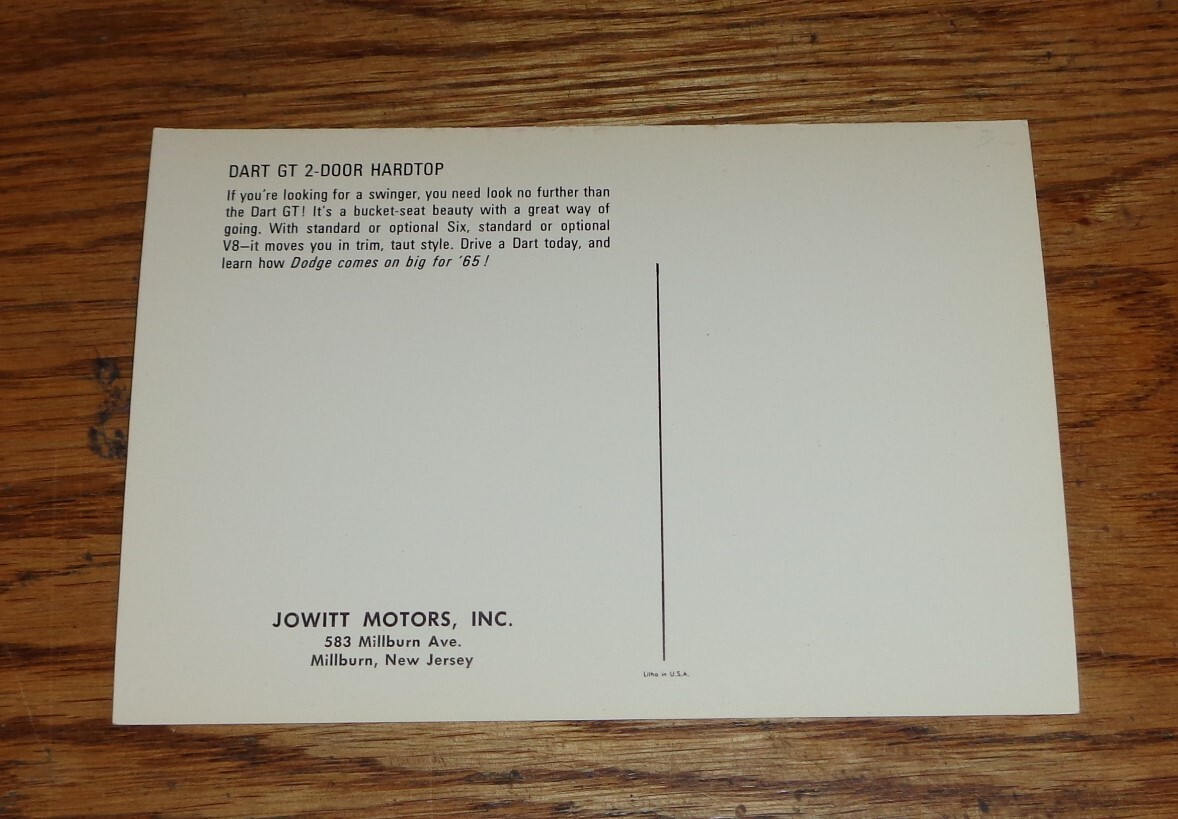 DART GT 2-DOOR HARDTOP
If you're looking for a swinger, you need look no further than
the Dart GT! It's a bucket-seat beauty with a great way of
going. With standard or optional Six, standard or optional
V8—it moves you in trim, taut style. Drive a Dart today, and
learn how Dodge comes on big for '65!
JOWITT MOTORS, INC.
583 Millburn Ave.
Millburn, New Jersey
Litho in U.S.A.